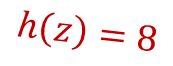 h(z) = 8